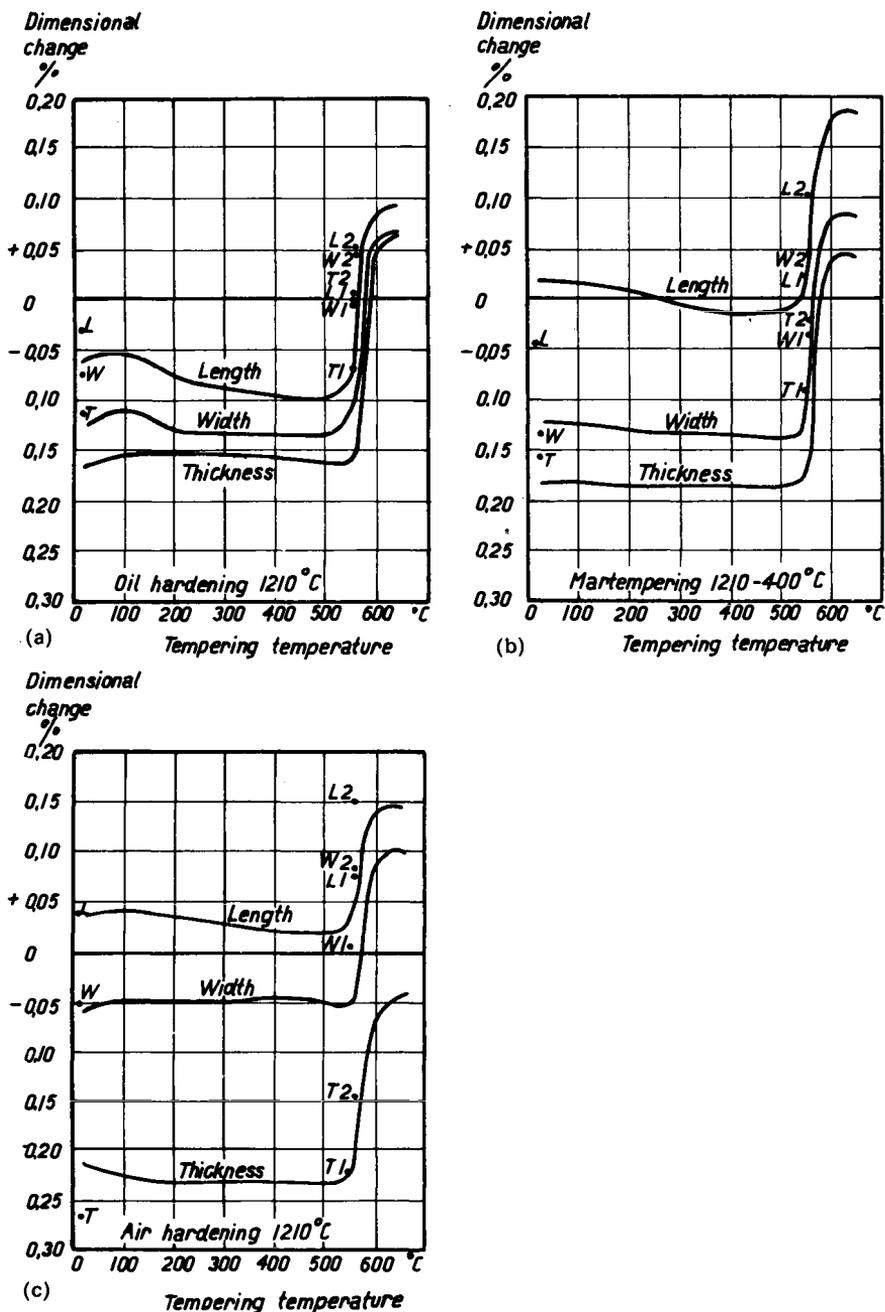 Dimensional
change
%
0,20
0,15
0,10
+ 0,05
0
- 0,05
0,10
0,15
0,20
0,25
0,30
L
W
T
Length
Width
Thickness
L2
W2
T2
L1
W1
T1
Oil hardening 1210°C
0 100 200 300 400 500 600 °C
(a)
Tempering temperature
Dimensional
change
%
0,20
0,15
0,10
+ 0,05
0
- 0,05
0,10
0,15
0,20
0,25
0,30
L
W
T
Length
Width
Thickness
L2
W2
L1
T2
W1
T1
Martempering 1210-400°C
0 100 200 300 400 500 600 °C
(b)
Tempering temperature
Dimensional
change
%
0,20
0,15
0,10
+ 0,05
0
- 0,05
0,10
0,15
0,20
0,25
0,30
L
W
T
Length
Width
Thickness
L2
W2
L1
W1
T2
T1
Air hardening 1210°C
0 100 200 300 400 500 600 °C
(c)
Tempering temperature